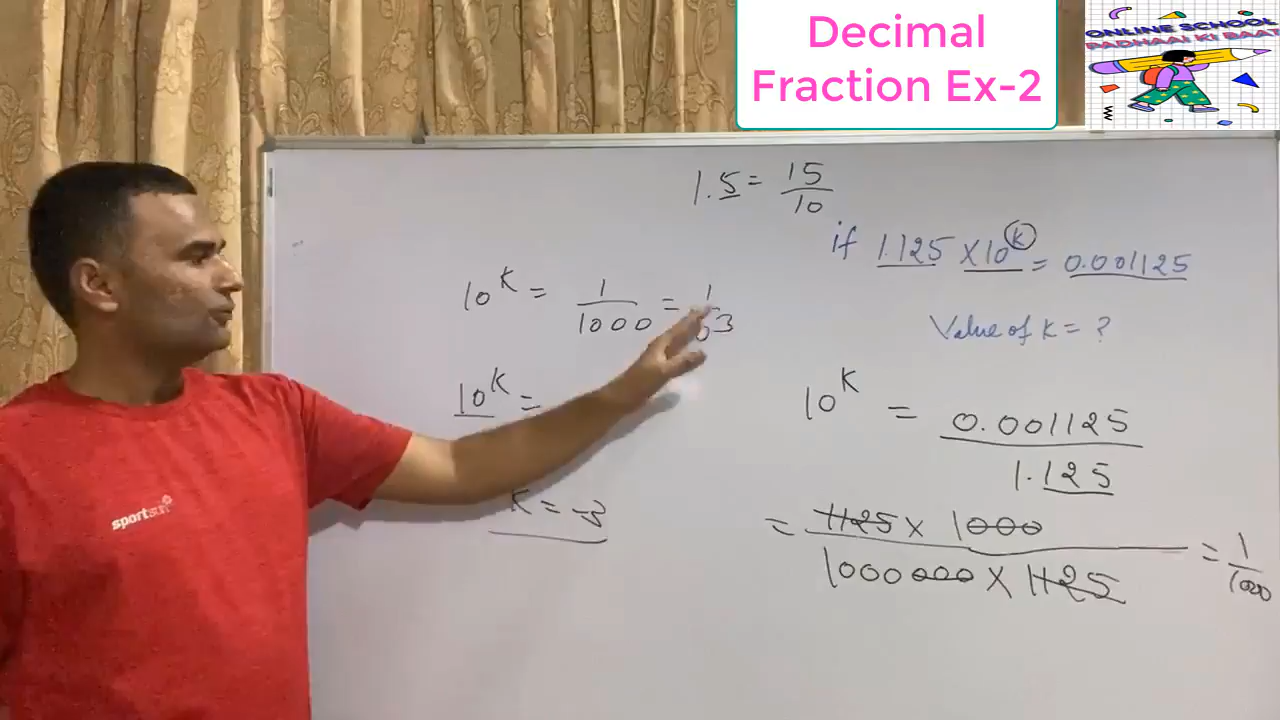 Decimal
Fraction Ex-2
ONLINE SCHOOL
PADHAAI KI BAAT
1.5 = 15/10
if 1.125 × 10^k = 0.001125
Value of k = ?
10^K = 1/1000 = 1/10^3
10^K =
K = -3
10^K = 0.001125/1.125
= 1125 × 1000/1000000 × 1125 = 1/1000
sportsun